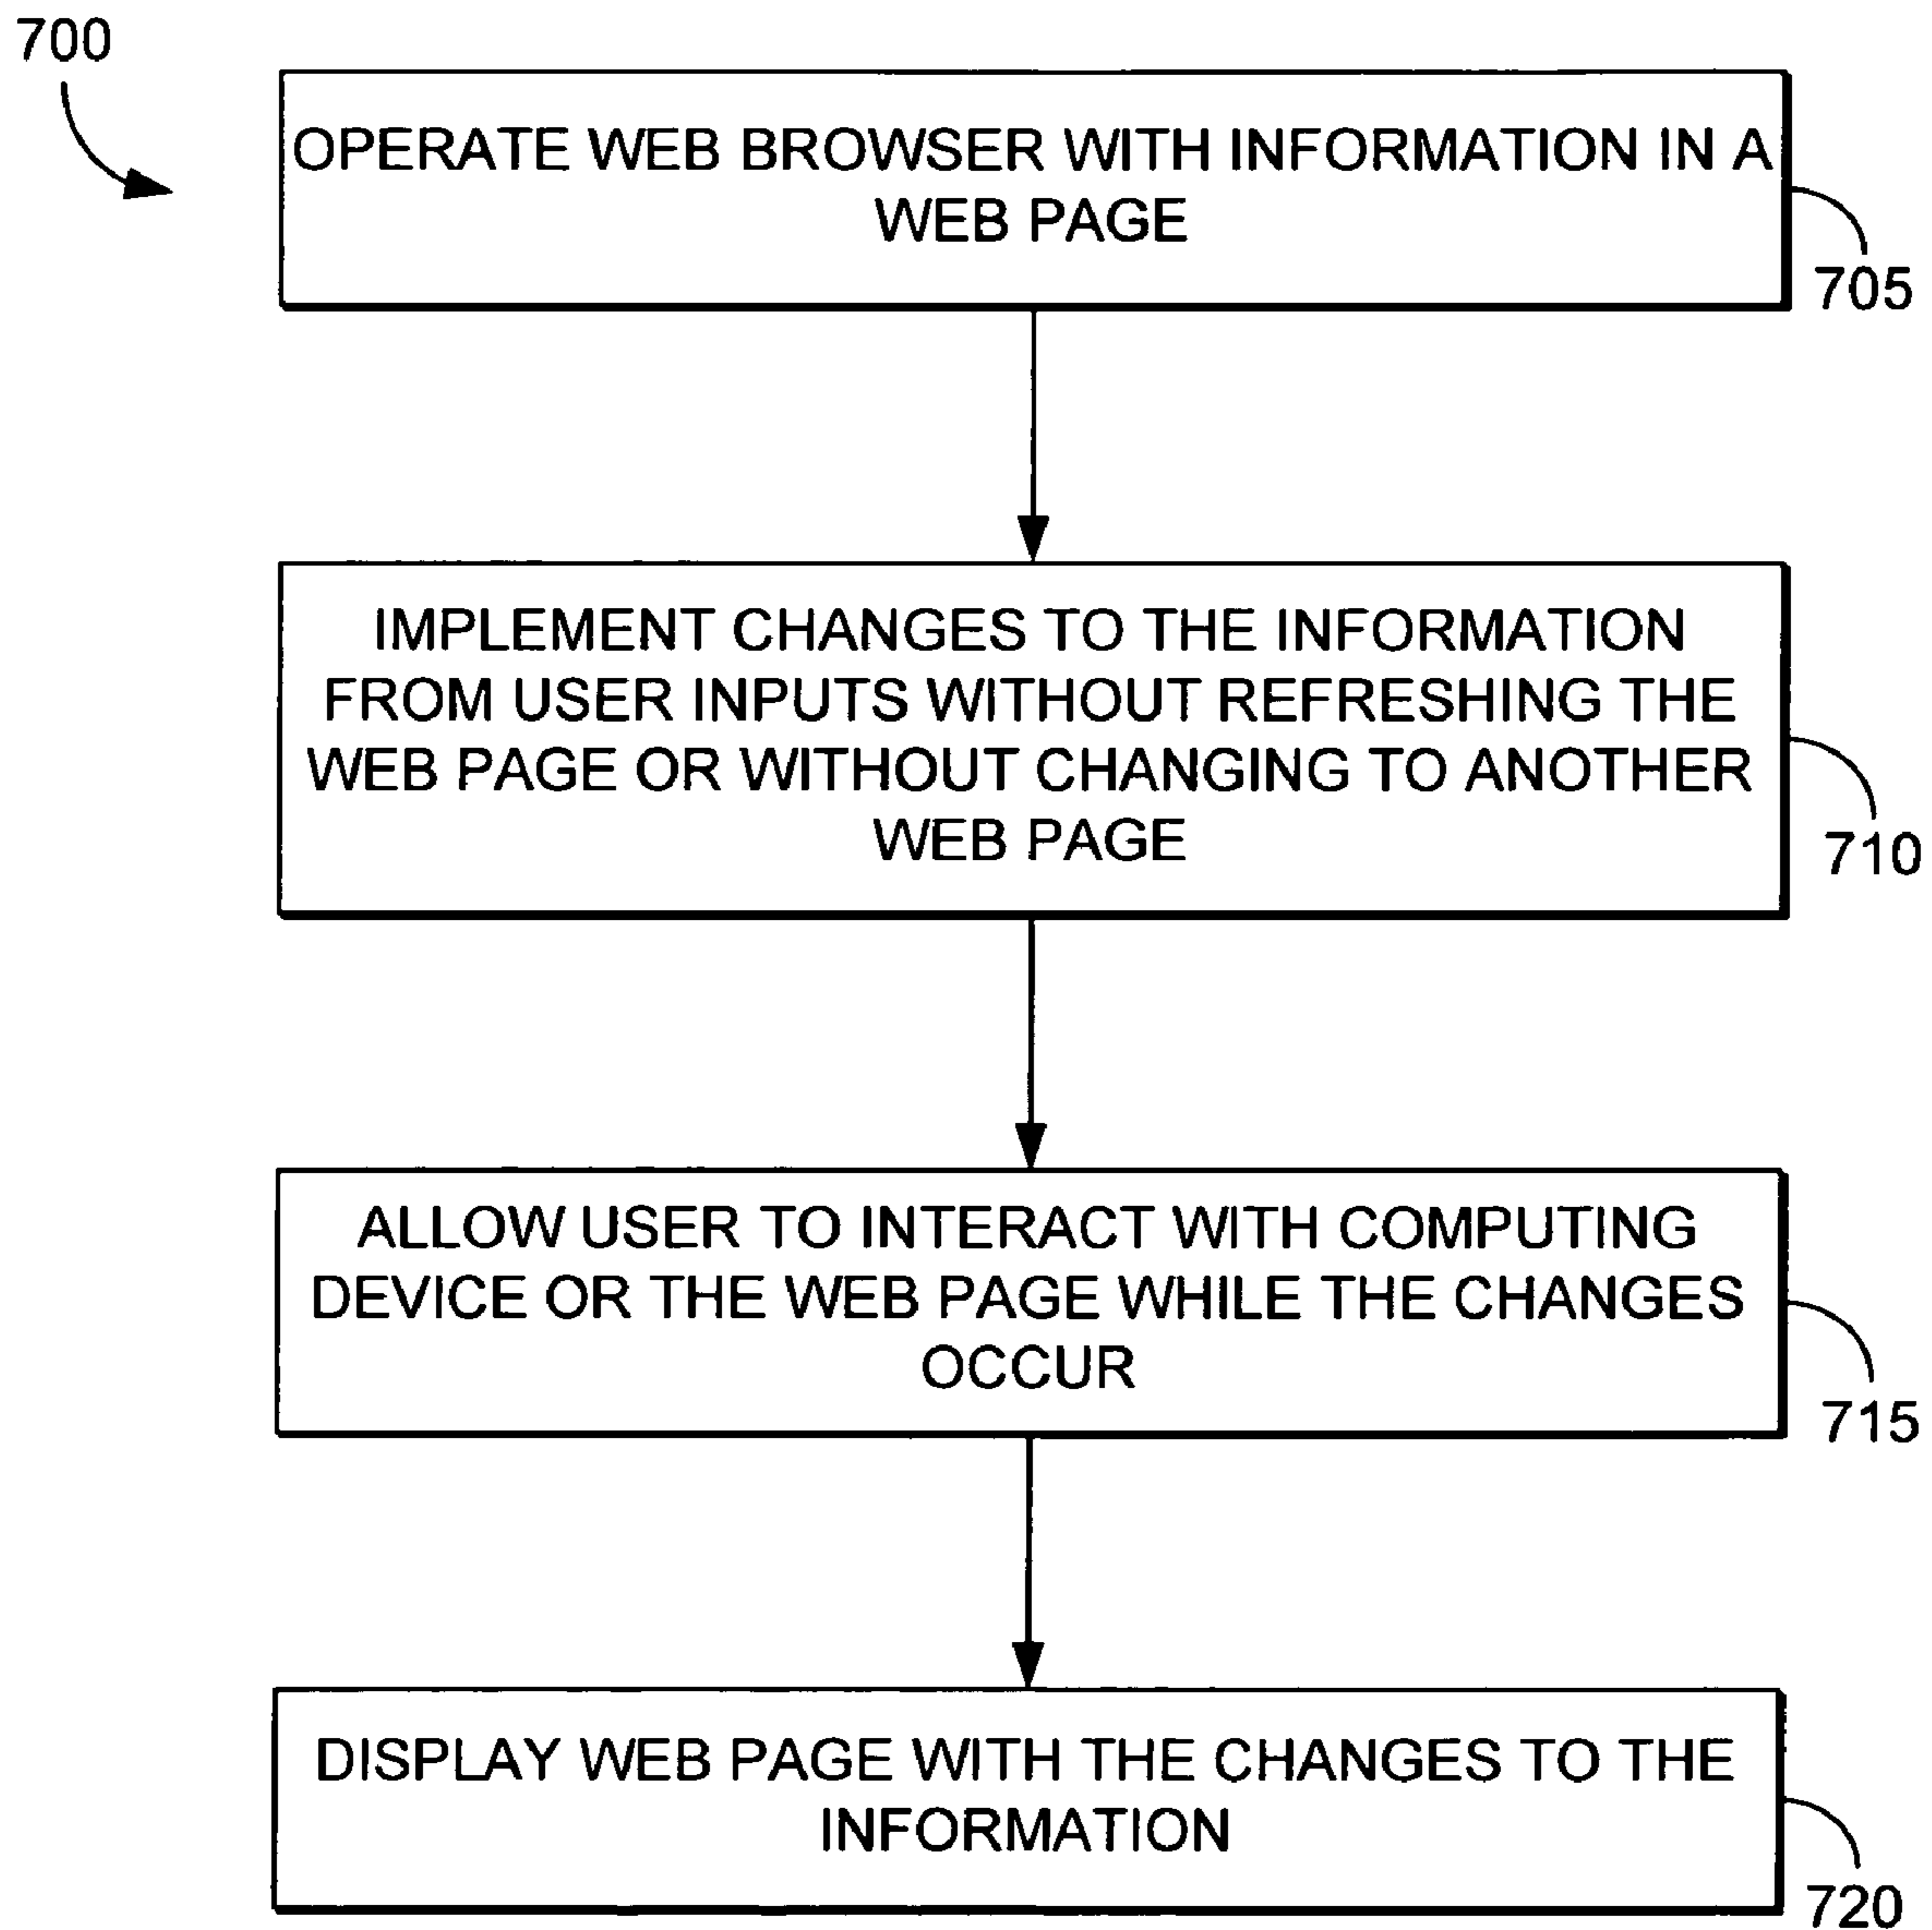 700
OPERATE WEB BROWSER WITH INFORMATION IN A
WEB PAGE
705
IMPLEMENT CHANGES TO THE INFORMATION
FROM USER INPUTS WITHOUT REFRESHING THE
WEB PAGE OR WITHOUT CHANGING TO ANOTHER
WEB PAGE
710
ALLOW USER TO INTERACT WITH COMPUTING
DEVICE OR THE WEB PAGE WHILE THE CHANGES
OCCUR
715
DISPLAY WEB PAGE WITH THE CHANGES TO THE
INFORMATION
720